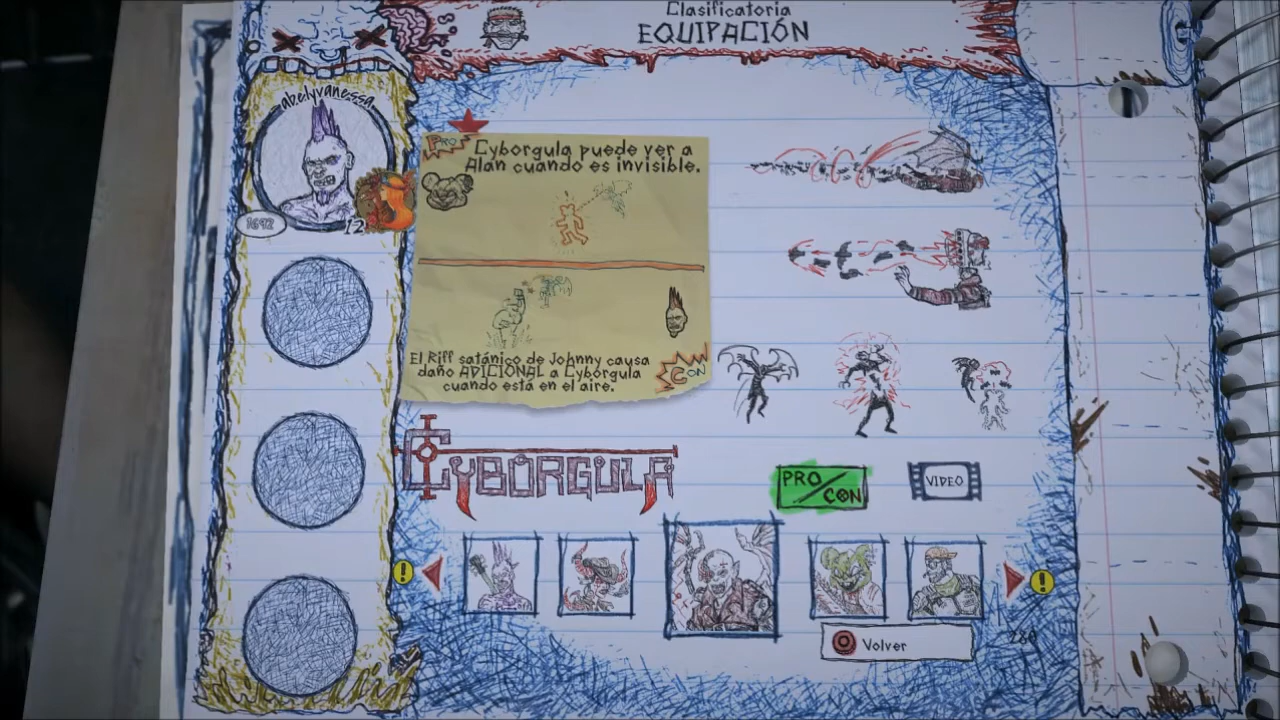 Clasificatoria
EQUIPACIÓN
abelyvanessa
1692
12
PRO
Cyborgula puede ver a
Alan cuando es invisible.
El Riff satánico de Johnny causa
daño ADICIONAL a Cyborgula
cuando está en el aire.
CON
CYBORGULA
PRO/CON
VIDEO
Volver